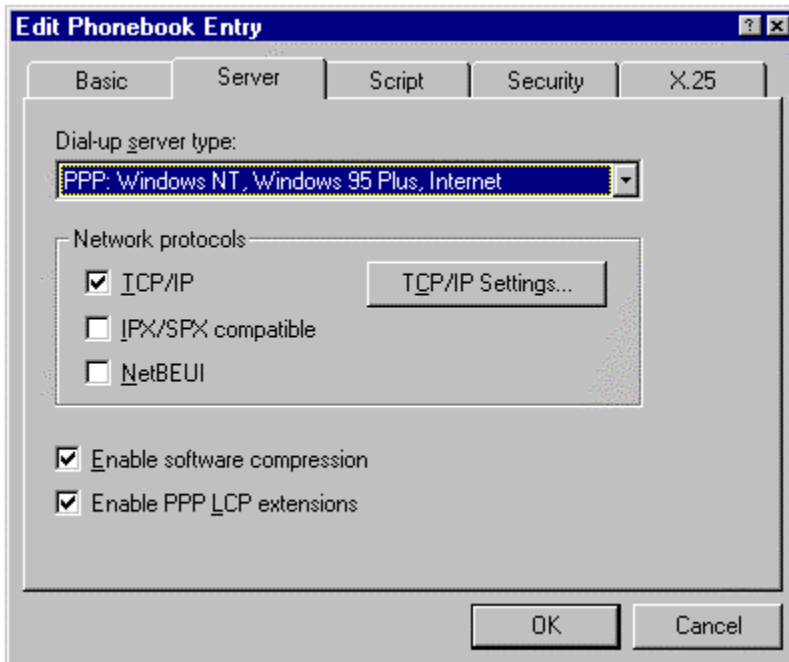 Edit Phonebook Entry
Basic Server Script Security X.25
Dial-up server type:
PPP: Windows NT, Windows 95 Plus, Internet
Network protocols
TCP/IP TCP/IP Settings...
IPX/SPX compatible
NetBEUI
Enable software compression
Enable PPP LCP extensions
OK Cancel